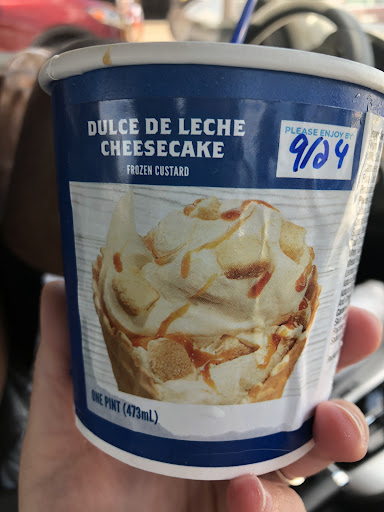 DULCE DE LECHE
CHEESECAKE
FROZEN CUSTARD
PLEASE ENJOY BY
9/24
ONE PINT (473mL)